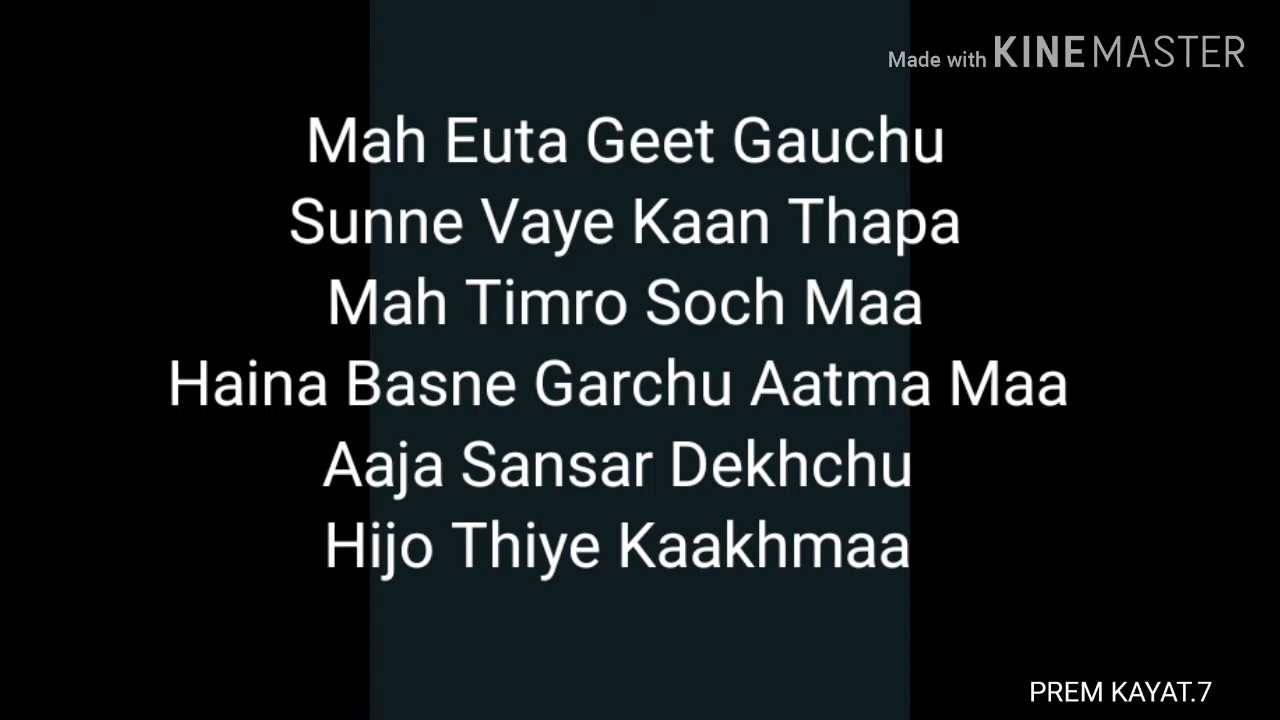 Made with KINEMASTER
Mah Euta Geet Gauchu
Sunne Vaye Kaan Thapa
Mah Timro Soch Maa
Haina Basne Garchu Aatma Maa
Aaja Sansar Dekhchu
Hijo Thiye Kaakhmaa
PREM KAYAT.7